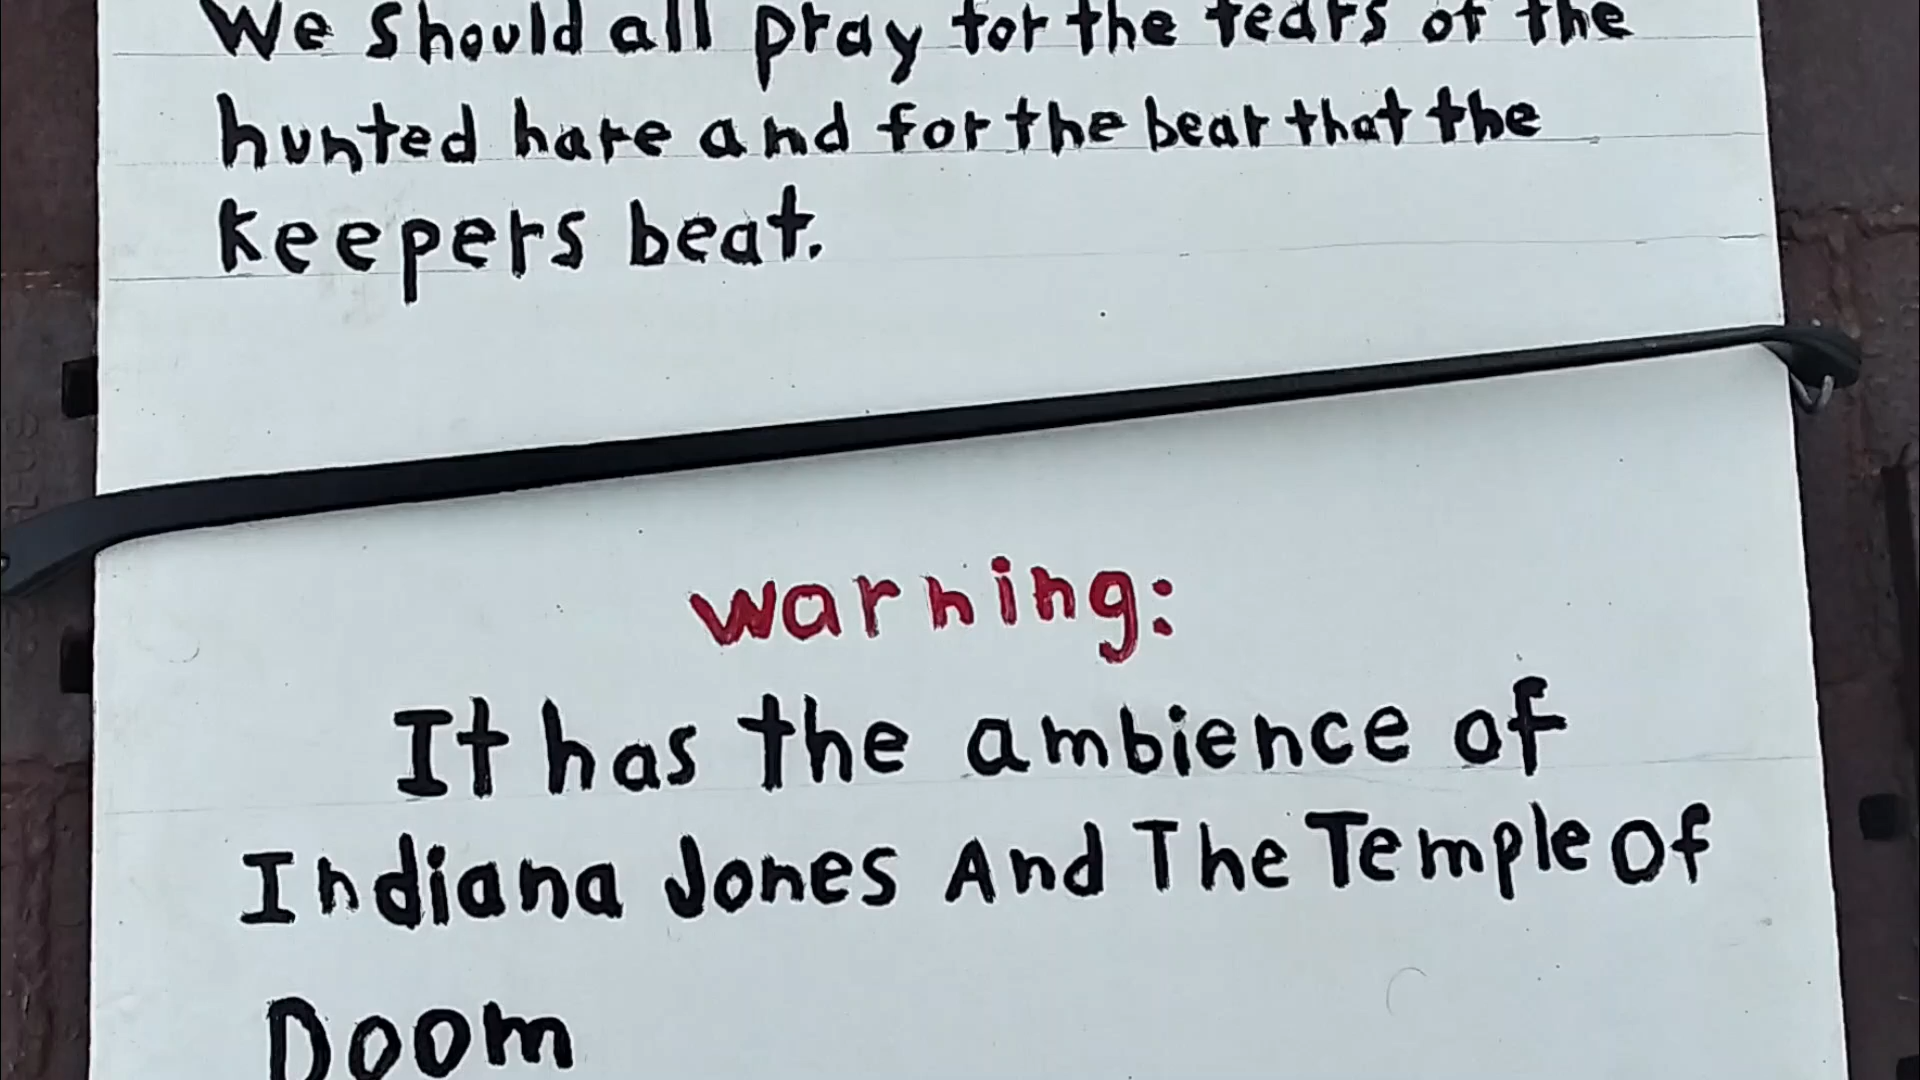 We should all pray for the tears of the
hunted hare and for the bear that the
keepers beat.
warning:
It has the ambience of
Indiana Jones And The Temple Of
Doom